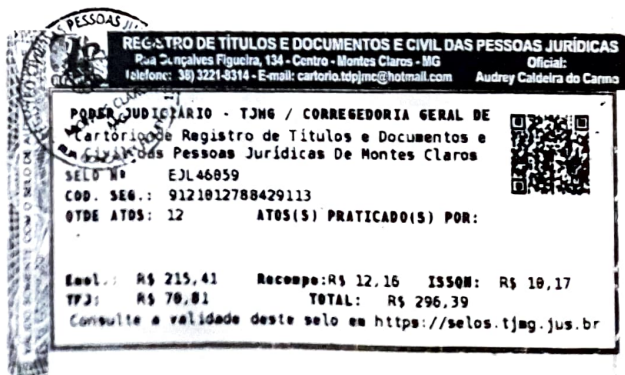 REGISTRO DE TÍTULOS E DOCUMENTOS E CIVIL DAS PESSOAS JURÍDICAS
Rua Gonçalves Figueira, 134 - Centro - Montes Claros - MG
Oficial:
Telefone: 38) 3221-8314 - E-mail: cartorio.tdpjmc@hotmail.com
Audrey Caldeira do Carmo
PODER JUDICIÁRIO - TJMG / CORREGEDORIA GERAL DE
Cartório de Registro de Titulos e Documentos e
Civil das Pessoas Jurídicas De Montes Claros
SELO Nº EJL46059
COD. SEG.: 9121012788429113
QTDE ATOS: 12 ATOS(S) PRATICADO(S) POR:
Emol.: R$ 215,41 Recompe:R$ 12,16 ISSQN: R$ 10,17
TFJ: R$ 70,81 TOTAL: R$ 296,39
Consulte a validade deste selo em https://selos.tjmg.jus.br
PESSOAS